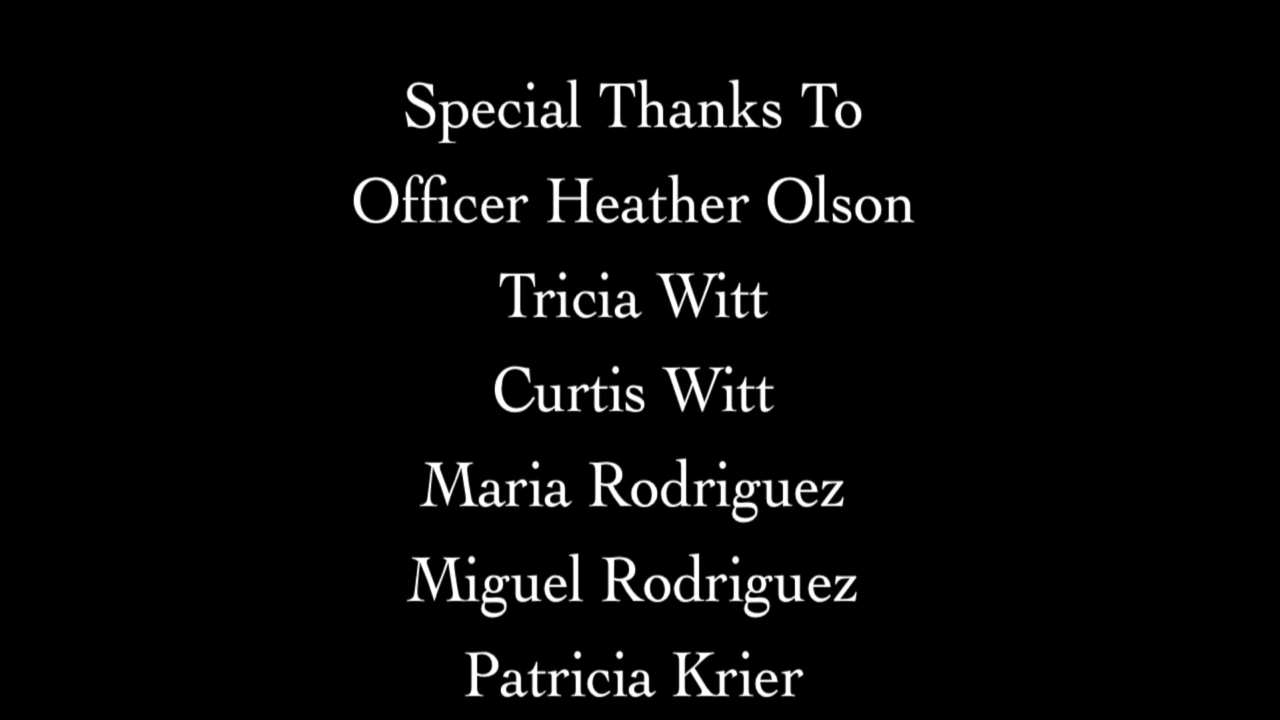 Special Thanks To
Officer Heather Olson
Tricia Witt
Curtis Witt
Maria Rodriguez
Miguel Rodriguez
Patricia Krier